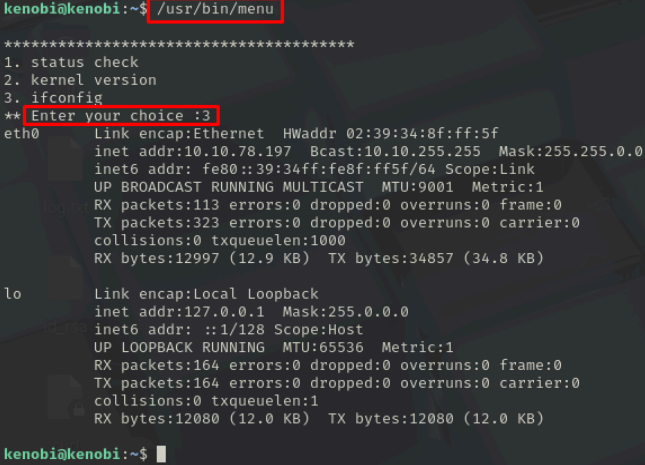 kenobi@kenobi:~$ /usr/bin/menu
***************************************
1. status check
2. kernel version
3. ifconfig
** Enter your choice :3
eth0      Link encap:Ethernet  HWaddr 02:39:34:8f:ff:5f
          inet addr:10.10.78.197  Bcast:10.10.255.255  Mask:255.255.0.0
          inet6 addr: fe80::39:34ff:fe8f:ff5f/64 Scope:Link
          UP BROADCAST RUNNING MULTICAST  MTU:9001  Metric:1
          RX packets:113 errors:0 dropped:0 overruns:0 frame:0
          TX packets:323 errors:0 dropped:0 overruns:0 carrier:0
          collisions:0 txqueuelen:1000
          RX bytes:12997 (12.9 KB)  TX bytes:34857 (34.8 KB)
lo        Link encap:Local Loopback
          inet addr:127.0.0.1  Mask:255.0.0.0
          inet6 addr: ::1/128 Scope:Host
          UP LOOPBACK RUNNING  MTU:65536  Metric:1
          RX packets:164 errors:0 dropped:0 overruns:0 frame:0
          TX packets:164 errors:0 dropped:0 overruns:0 carrier:0
          collisions:0 txqueuelen:1
          RX bytes:12080 (12.0 KB)  TX bytes:12080 (12.0 KB)
kenobi@kenobi:~$